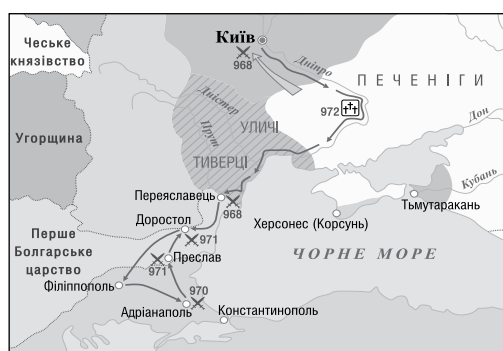 Київ
968
Чеське
князівство
Дніпро
ПЕЧЕНІГИ
Дністер
972
Дон
Прут
УЛИЧІ
Угорщина
ТИВЕРЦІ
Кубань
Переяславець
968
Тьмутаракань
Доростол
971
Херсонес (Корсунь)
Перше
Болгарське
царство
971
Преслав
ЧОРНЕ МОРЕ
Філіппополь
970
Адріанаполь
Константинополь